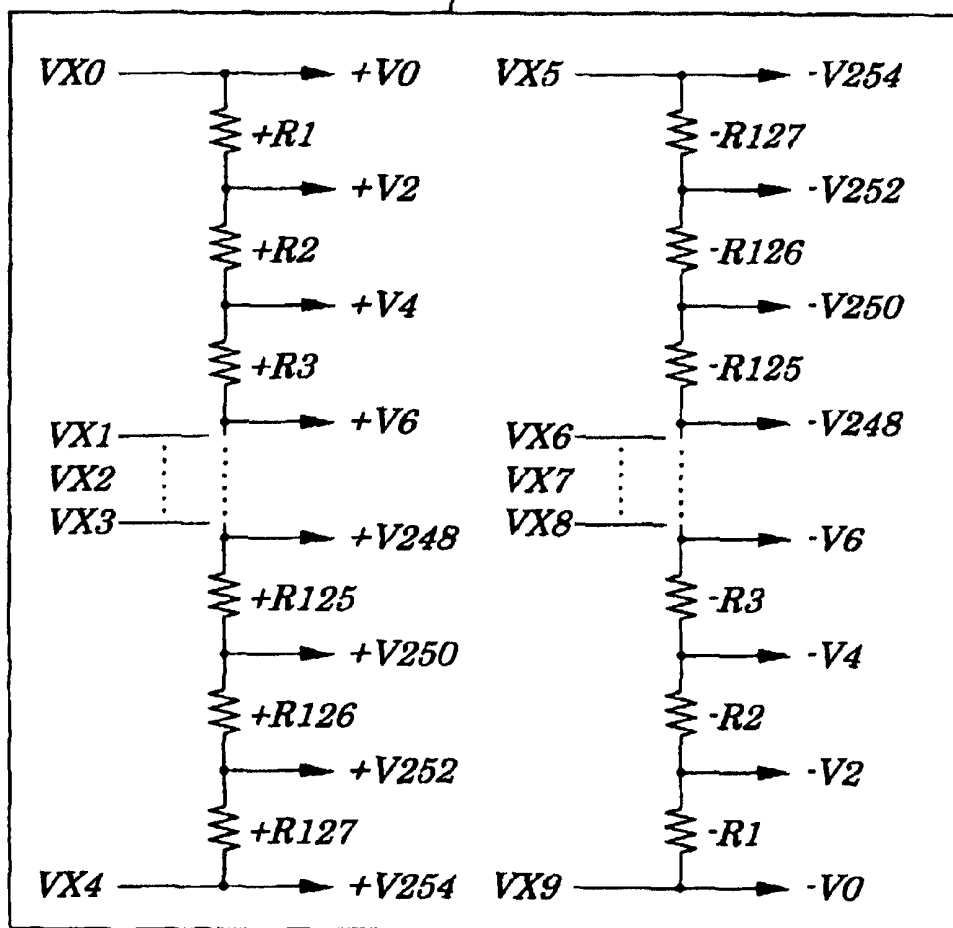 VX0 +V0
+R1
+V2
+R2
+V4
+R3
+V6
VX1
VX2
VX3
+V248
+R125
+V250
+R126
+V252
+R127
VX4 +V254
VX5 -V254
-R127
-V252
-R126
-V250
-R125
-V248
VX6
VX7
VX8
-V6
-R3
-V4
-R2
-V2
-R1
VX9 -V0